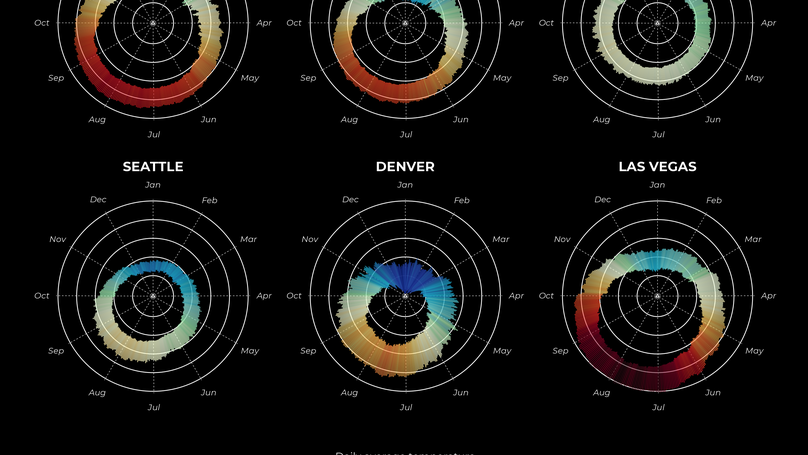 Oct Apr Oct Apr Oct Apr
Sep May Sep May Sep May
Aug Jun Aug Jun Aug Jun
Jul Jul Jul
SEATTLE DENVER LAS VEGAS
Jan Jan Jan
Dec Feb Dec Feb Dec Feb
Nov Mar Nov Mar Nov Mar
Oct Apr Oct Apr Oct Apr
Sep May Sep May Sep May
Aug Jun Aug Jun Aug Jun
Jul Jul Jul
Daily average temperature